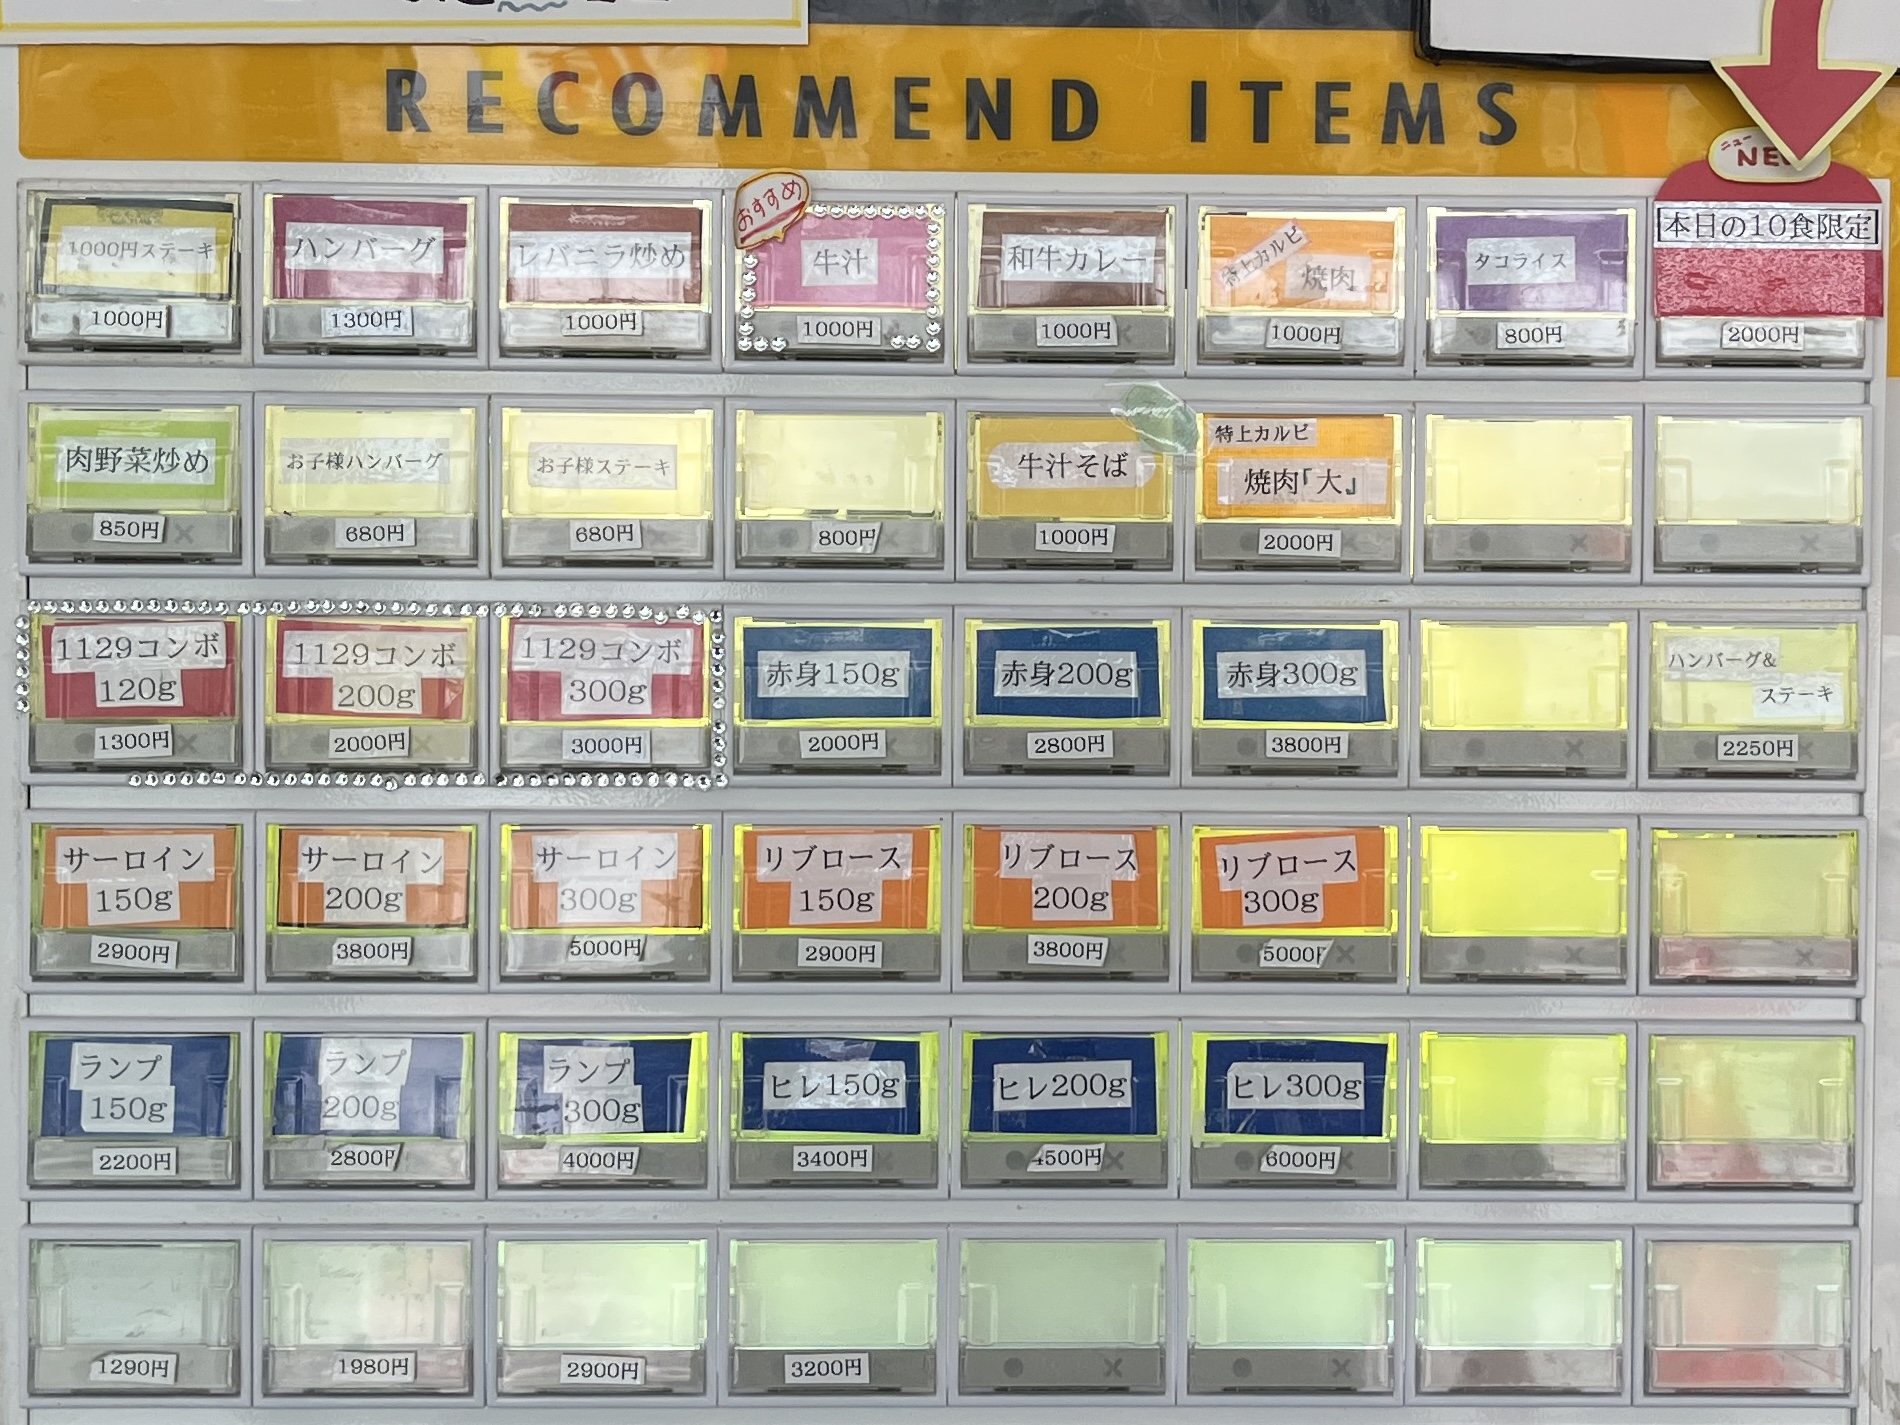 RECOMMEND ITEMS
ニュー
おすすめ
1000円ステーキ
1000円
ハンバーグ
1300円
レバニラ炒め
1000円
牛汁
1000円
和牛カレー
1000円
特上カルビ
焼肉
1000円
タコライス
800円
本日の10食限定
2000円
肉野菜炒め
850円
お子様ハンバーグ
680円
お子様ステーキ
680円
800円
牛汁そば
1000円
特上カルビ
焼肉「大」
2000円
1129コンボ
120g
1300円
1129コンボ
200g
2000円
1129コンボ
300g
3000円
赤身150g
2000円
赤身200g
2800円
赤身300g
3800円
ハンバーグ&
ステーキ
2250円
サーロイン
150g
2900円
サーロイン
200g
3800円
サーロイン
300g
5000円
リブロース
150g
2900円
リブロース
200g
3800円
リブロース
300g
5000円
ランプ
150g
2200円
ランプ
200g
2800円
ランプ
300g
4000円
ヒレ150g
3400円
ヒレ200g
4500円
ヒレ300g
6000円
1290円
1980円
2900円
3200円